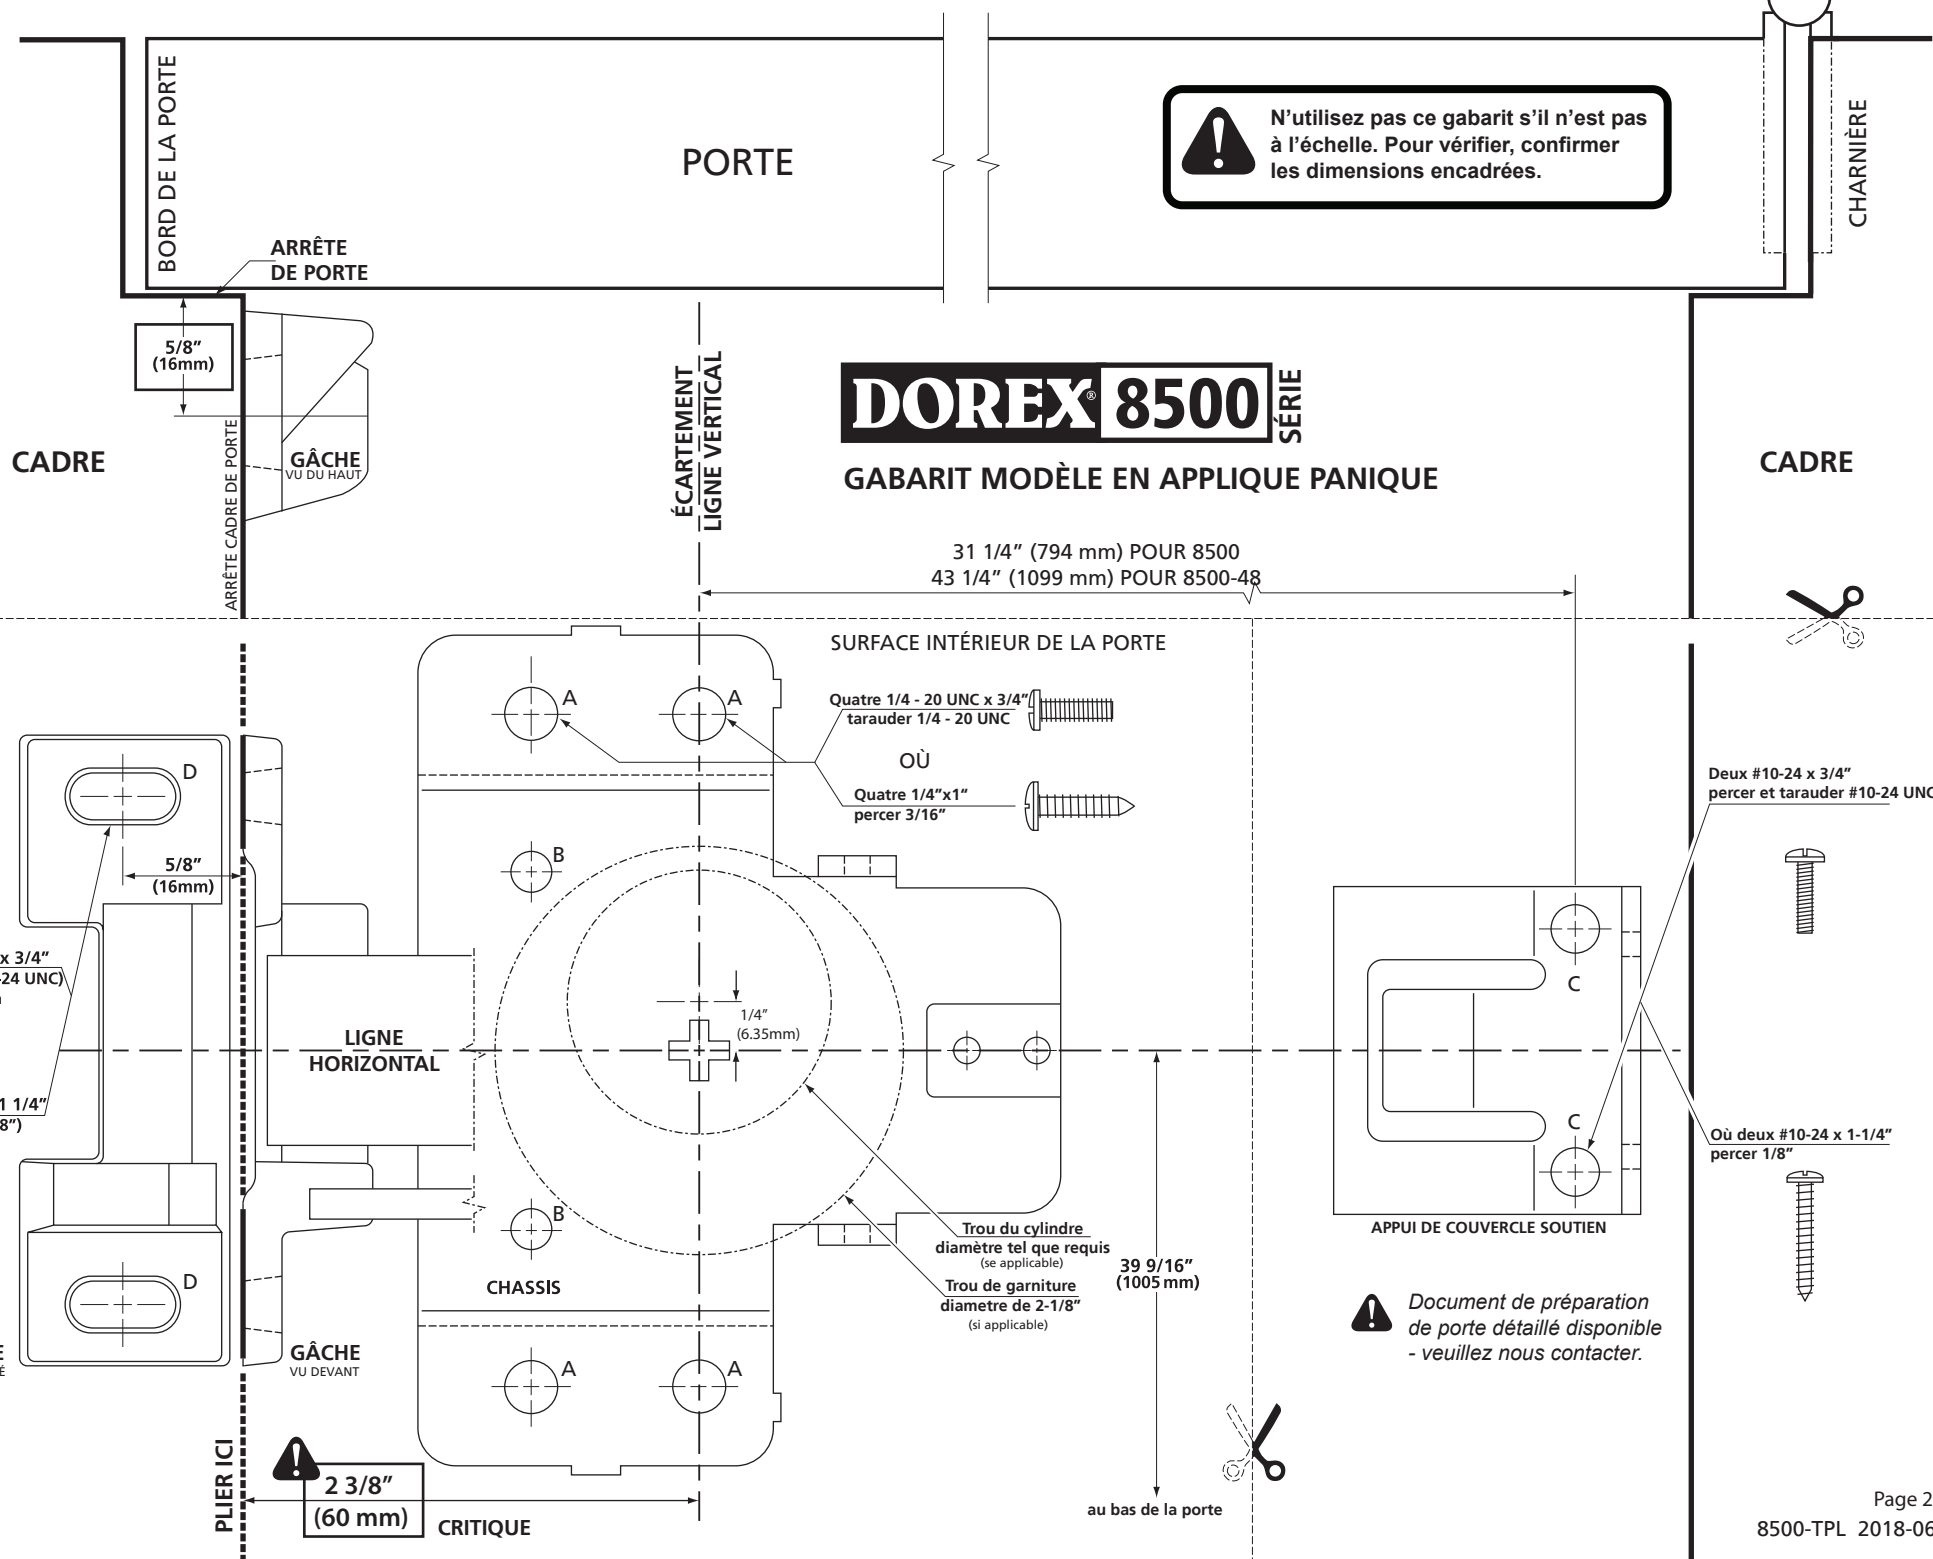 BORD DE LA PORTE
PORTE
N’utilisez pas ce gabarit s’il n’est pas
à l’échelle. Pour vérifier, confirmer
les dimensions encadrées.
CHARNIÈRE
ARRÊTE
DE PORTE
5/8”
(16mm)
CADRE
ARRÊTE CADRE DE PORTE
GÂCHE
VU DU HAUT
ÉCARTEMENT
LIGNE VERTICAL
DOREX® 8500
SÉRIE
GABARIT MODÈLE EN APPLIQUE PANIQUE
CADRE
31 1/4” (794 mm) POUR 8500
43 1/4” (1099 mm) POUR 8500-48
SURFACE INTÉRIEUR DE LA PORTE
A
A
Quatre 1/4 - 20 UNC x 3/4”
tarauder 1/4 - 20 UNC
OÙ
Quatre 1/4”x1”
percer 3/16”
Deux #10-24 x 3/4”
percer et tarauder #10-24 UNC
D
5/8”
(16mm)
B
x 3/4”
-24 UNC)
LIGNE
HORIZONTAL
1/4”
(6.35mm)
C
C
1 1/4”
8”)
Où deux #10-24 x 1-1/4”
percer 1/8”
B
Trou du cylindre
diamètre tel que requis
(se applicable)
Trou de garniture
diametre de 2-1/8”
(si applicable)
39 9/16”
(1005 mm)
APPUI DE COUVERCLE SOUTIEN
D
CHASSIS
Document de préparation
de porte détaillé disponible
- veuillez nous contacter.
GÂCHE
VU DEVANT
A
A
PLIER ICI
2 3/8”
(60 mm)
CRITIQUE
au bas de la porte
Page 2
8500-TPL 2018-06